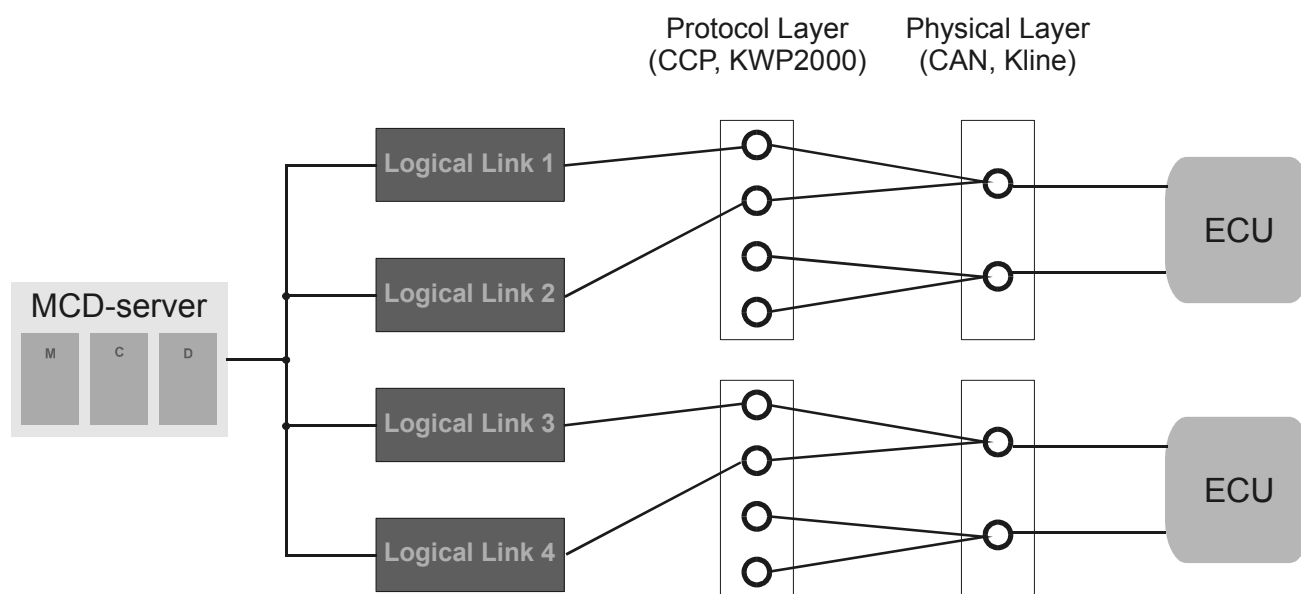 Protocol Layer
(CCP, KWP2000)
Physical Layer
(CAN, Kline)
Logical Link 1
ECU
Logical Link 2
MCD-server
M
C
D
Logical Link 3
ECU
Logical Link 4